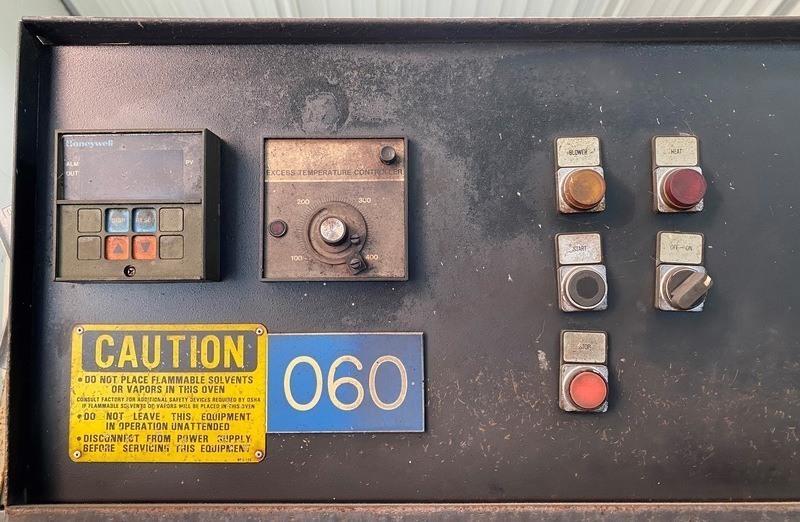 Honeywell
ALM
OUT
PV
DISP
RESET
EXCESS TEMPERATURE CONTROLLER
200
300
100
400
BLOWER
HEAT
START
OFF-ON
STOP
CAUTION
• DO NOT PLACE FLAMMABLE SOLVENTS
OR VAPORS IN THIS OVEN
CONSULT FACTORY FOR ADDITIONAL SAFETY DEVICES REQUIRED BY OSHA
IF FLAMMABLE SOLVENTS OR VAPORS WILL BE PLACED IN THIS OVEN
• DO NOT LEAVE THIS EQUIPMENT
IN OPERATION UNATTENDED
• DISCONNECT FROM POWER SUPPLY
BEFORE SERVICING THIS EQUIPMENT
060